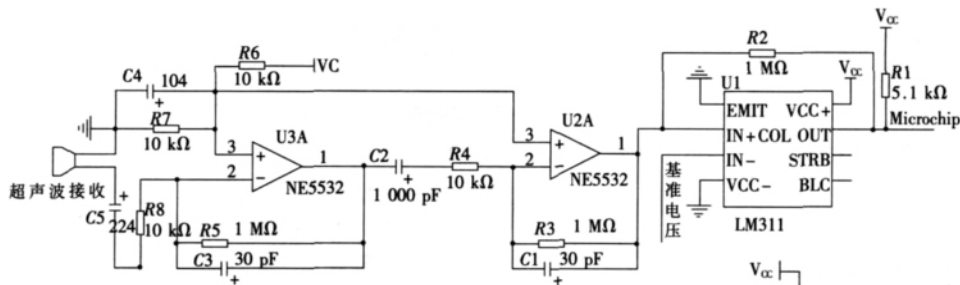 R6
10 kΩ
VC
C4
104
R7
10 kΩ
超声波接收
C5
224
R8
10 kΩ
3
2
1
U3A
NE5532
R5
1 MΩ
C3
30 pF
C2
1 000 pF
R4
10 kΩ
3
2
1
U2A
NE5532
R3
1 MΩ
C1
30 pF
R2
1 MΩ
U1
EMIT VCC+
IN+COL OUT
IN- STRB
VCC- BLC
LM311
基准电压
Vcc
Vcc
R1
5.1 kΩ
Microchip
Vcc